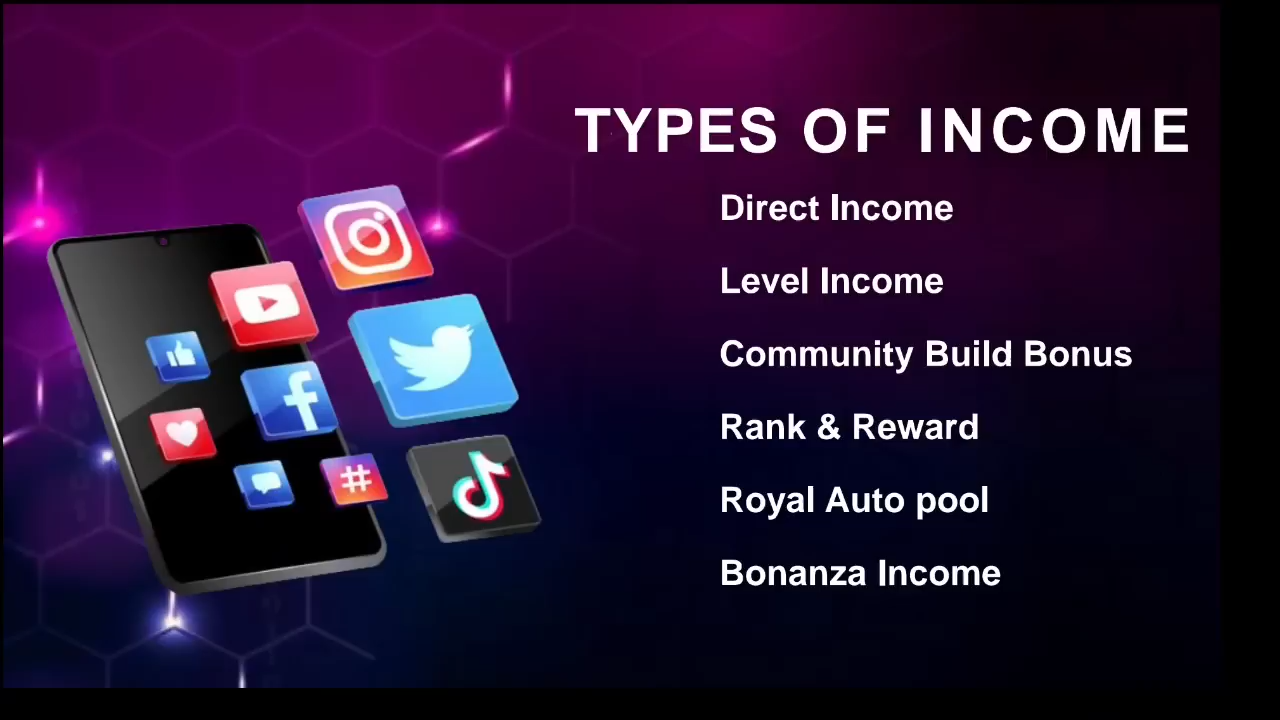 TYPES OF INCOME
Direct Income
Level Income
Community Build Bonus
Rank & Reward
Royal Auto pool
Bonanza Income